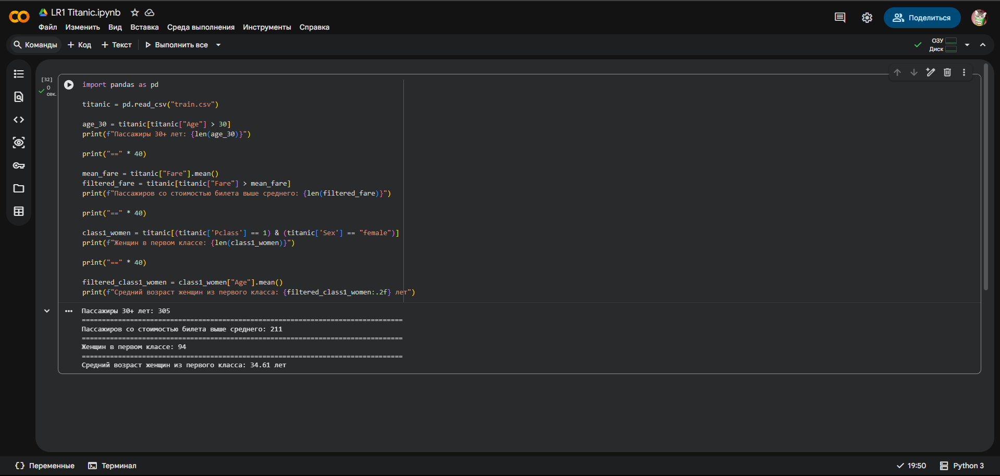 LR1 Titanic.ipynb
Файл Изменить Вид Вставка Среда выполнения Инструменты Справка
Поделиться
Команды + Код + Текст Выполнить все
ОЗУ
Диск
[32]
0
сек.
import pandas as pd
titanic = pd.read_csv("train.csv")
age_30 = titanic[titanic["Age"] > 30]
print(f"Пассажиры 30+ лет: {len(age_30)}")
print("==" * 40)
mean_fare = titanic["Fare"].mean()
filtered_fare = titanic[titanic["Fare"] > mean_fare]
print(f"Пассажиров со стоимостью билета выше среднего: {len(filtered_fare)}")
print("==" * 40)
class1_women = titanic[(titanic['Pclass'] == 1) & (titanic['Sex'] == "female")]
print(f"Женщин в первом классе: {len(class1_women)}")
print("==" * 40)
filtered_class1_women = class1_women["Age"].mean()
print(f"Средний возраст женщин из первого класса: {filtered_class1_women:.2f} лет")
Пассажиры 30+ лет: 305
================================================================================
Пассажиров со стоимостью билета выше среднего: 211
================================================================================
Женщин в первом классе: 94
================================================================================
Средний возраст женщин из первого класса: 34.61 лет
{} Переменные Терминал
19:50 Python 3